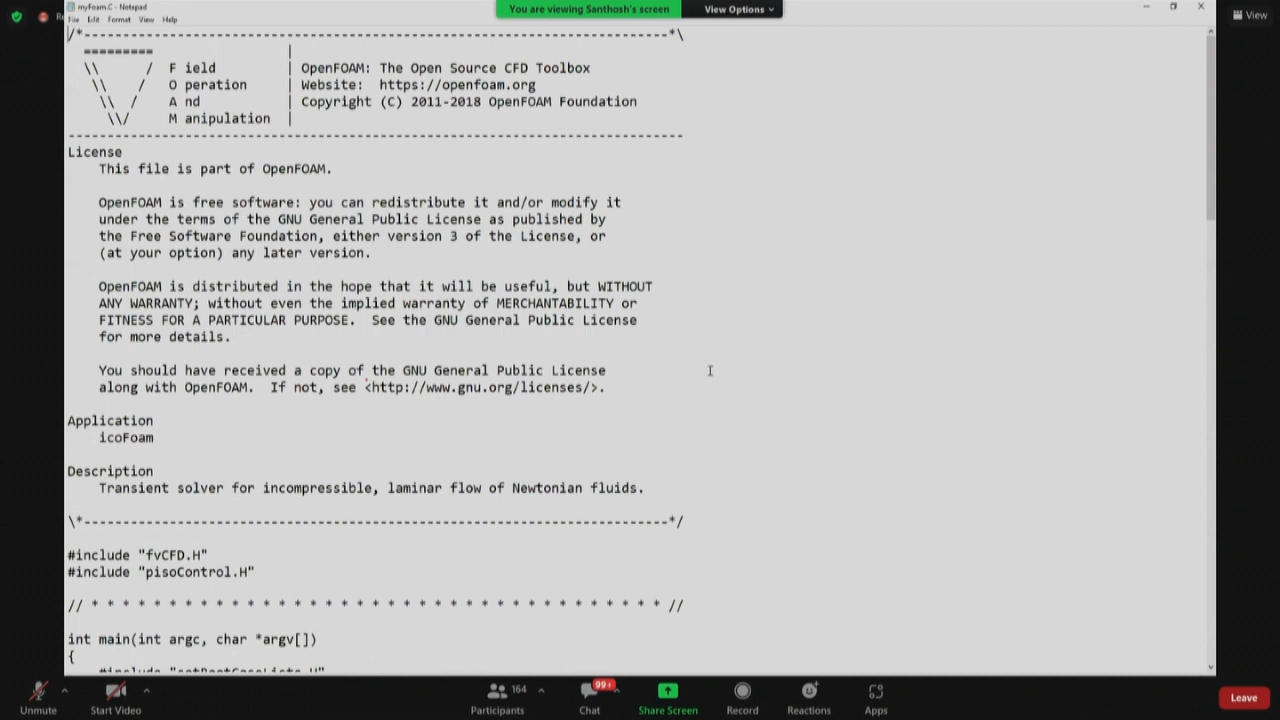 myFoam.C - Notepad
You are viewing Santhosh's screen
View Options
View
Re
File Edit Format View Help
/*---------------------------------------------------------------------------*\
=========                 |
\\      /  F ield         | OpenFOAM: The Open Source CFD Toolbox
\\    /   O peration     | Website:  https://openfoam.org
\\  /    A nd           | Copyright (C) 2011-2018 OpenFOAM Foundation
\\/     M anipulation  |
-------------------------------------------------------------------------------
License
This file is part of OpenFOAM.
OpenFOAM is free software: you can redistribute it and/or modify it
under the terms of the GNU General Public License as published by
the Free Software Foundation, either version 3 of the License, or
(at your option) any later version.
OpenFOAM is distributed in the hope that it will be useful, but WITHOUT
ANY WARRANTY; without even the implied warranty of MERCHANTABILITY or
FITNESS FOR A PARTICULAR PURPOSE.  See the GNU General Public License
for more details.
You should have received a copy of the GNU General Public License
along with OpenFOAM.  If not, see <http://www.gnu.org/licenses/>.
Application
icoFoam
Description
Transient solver for incompressible, laminar flow of Newtonian fluids.
\*---------------------------------------------------------------------------*/
#include "fvCFD.H"
#include "pisoControl.H"
// * * * * * * * * * * * * * * * * * * * * * * * * * * * * * * * * * * * * * //
int main(int argc, char *argv[])
{
Unmute
Start Video
164
Participants
99+
Chat
Share Screen
Record
Reactions
Apps
Leave